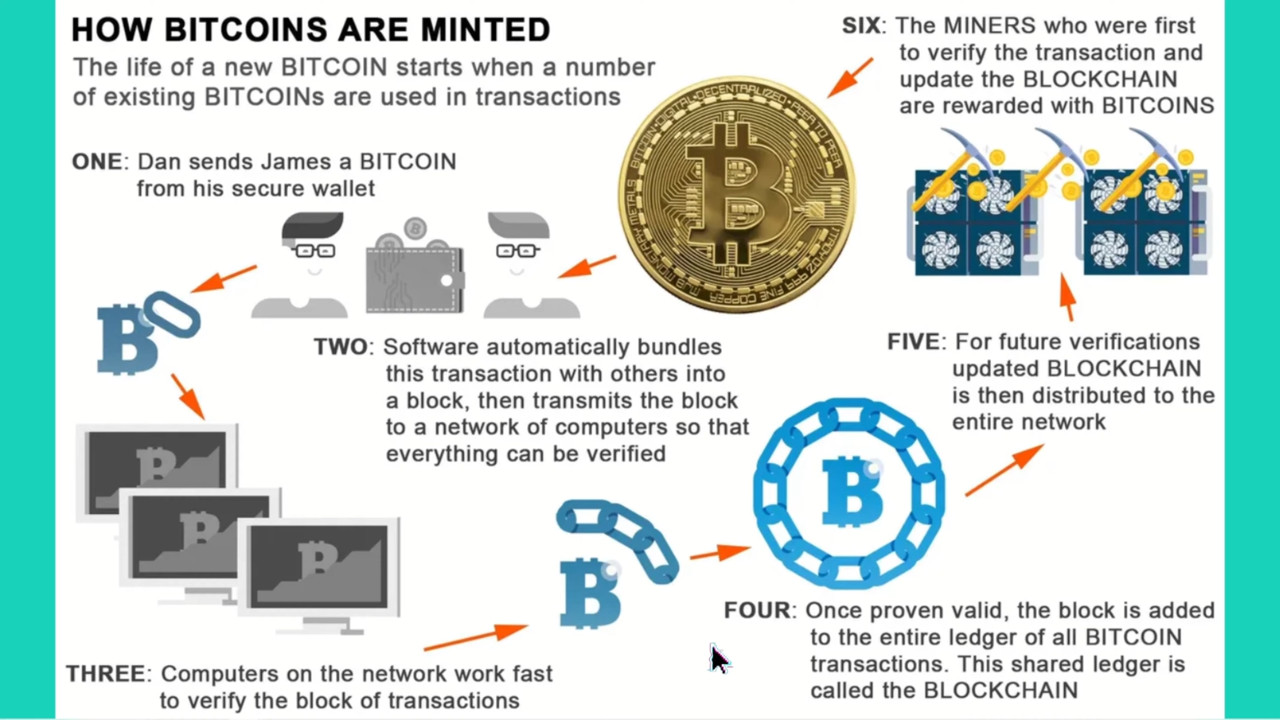 HOW BITCOINS ARE MINTED
The life of a new BITCOIN starts when a number
of existing BITCOINs are used in transactions
ONE: Dan sends James a BITCOIN
from his secure wallet
TWO: Software automatically bundles
this transaction with others into
a block, then transmits the block
to a network of computers so that
everything can be verified
THREE: Computers on the network work fast
to verify the block of transactions
FOUR: Once proven valid, the block is added
to the entire ledger of all BITCOIN
transactions. This shared ledger is
called the BLOCKCHAIN
FIVE: For future verifications
updated BLOCKCHAIN
is then distributed to the
entire network
SIX: The MINERS who were first
to verify the transaction and
update the BLOCKCHAIN
are rewarded with BITCOINS
BITCOIN · DIGITAL · DECENTRALIZED · PEER TO PEER